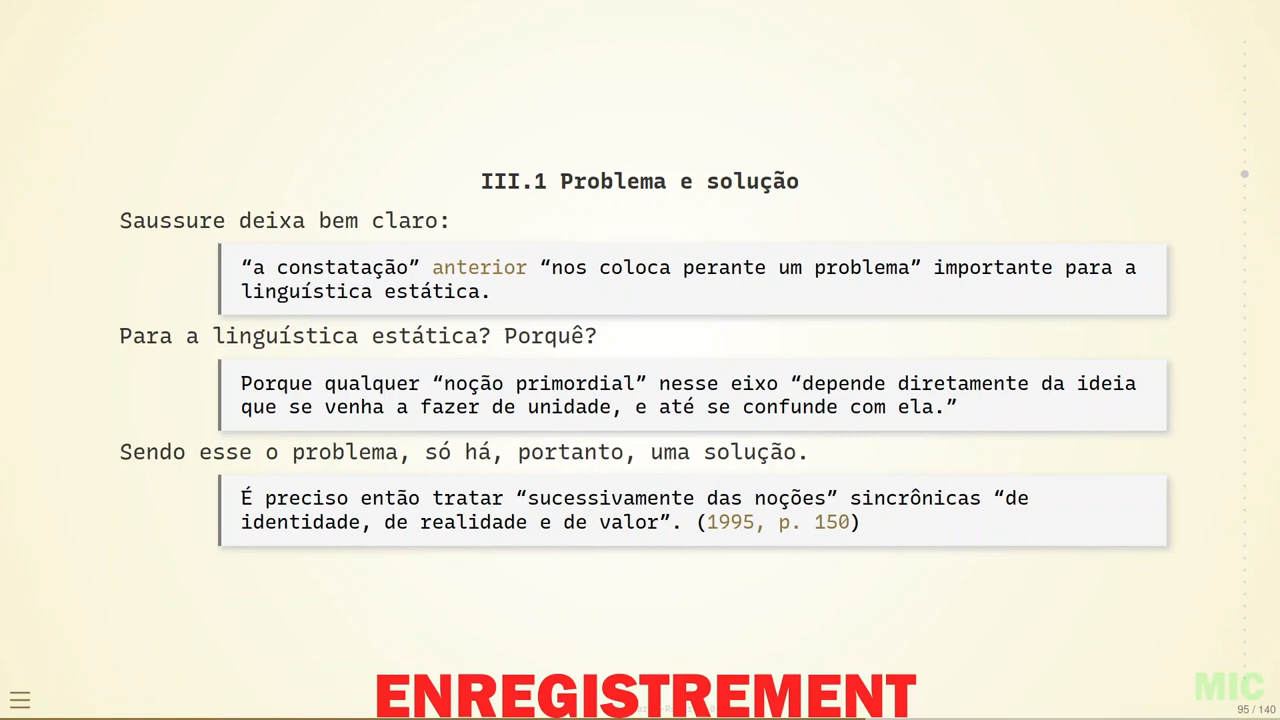 III.1 Problema e solução
Saussure deixa bem claro:
“a constatação” anterior “nos coloca perante um problema” importante para a
linguística estática.
Para a linguística estática? Porquê?
Porque qualquer “noção primordial” nesse eixo “depende diretamente da ideia
que se venha a fazer de unidade, e até se confunde com ela.”
Sendo esse o problema, só há, portanto, uma solução.
É preciso então tratar “sucessivamente das noções” sincrônicas “de
identidade, de realidade e de valor”. (1995, p. 150)
ENREGISTREMENT
MIC
95 / 140